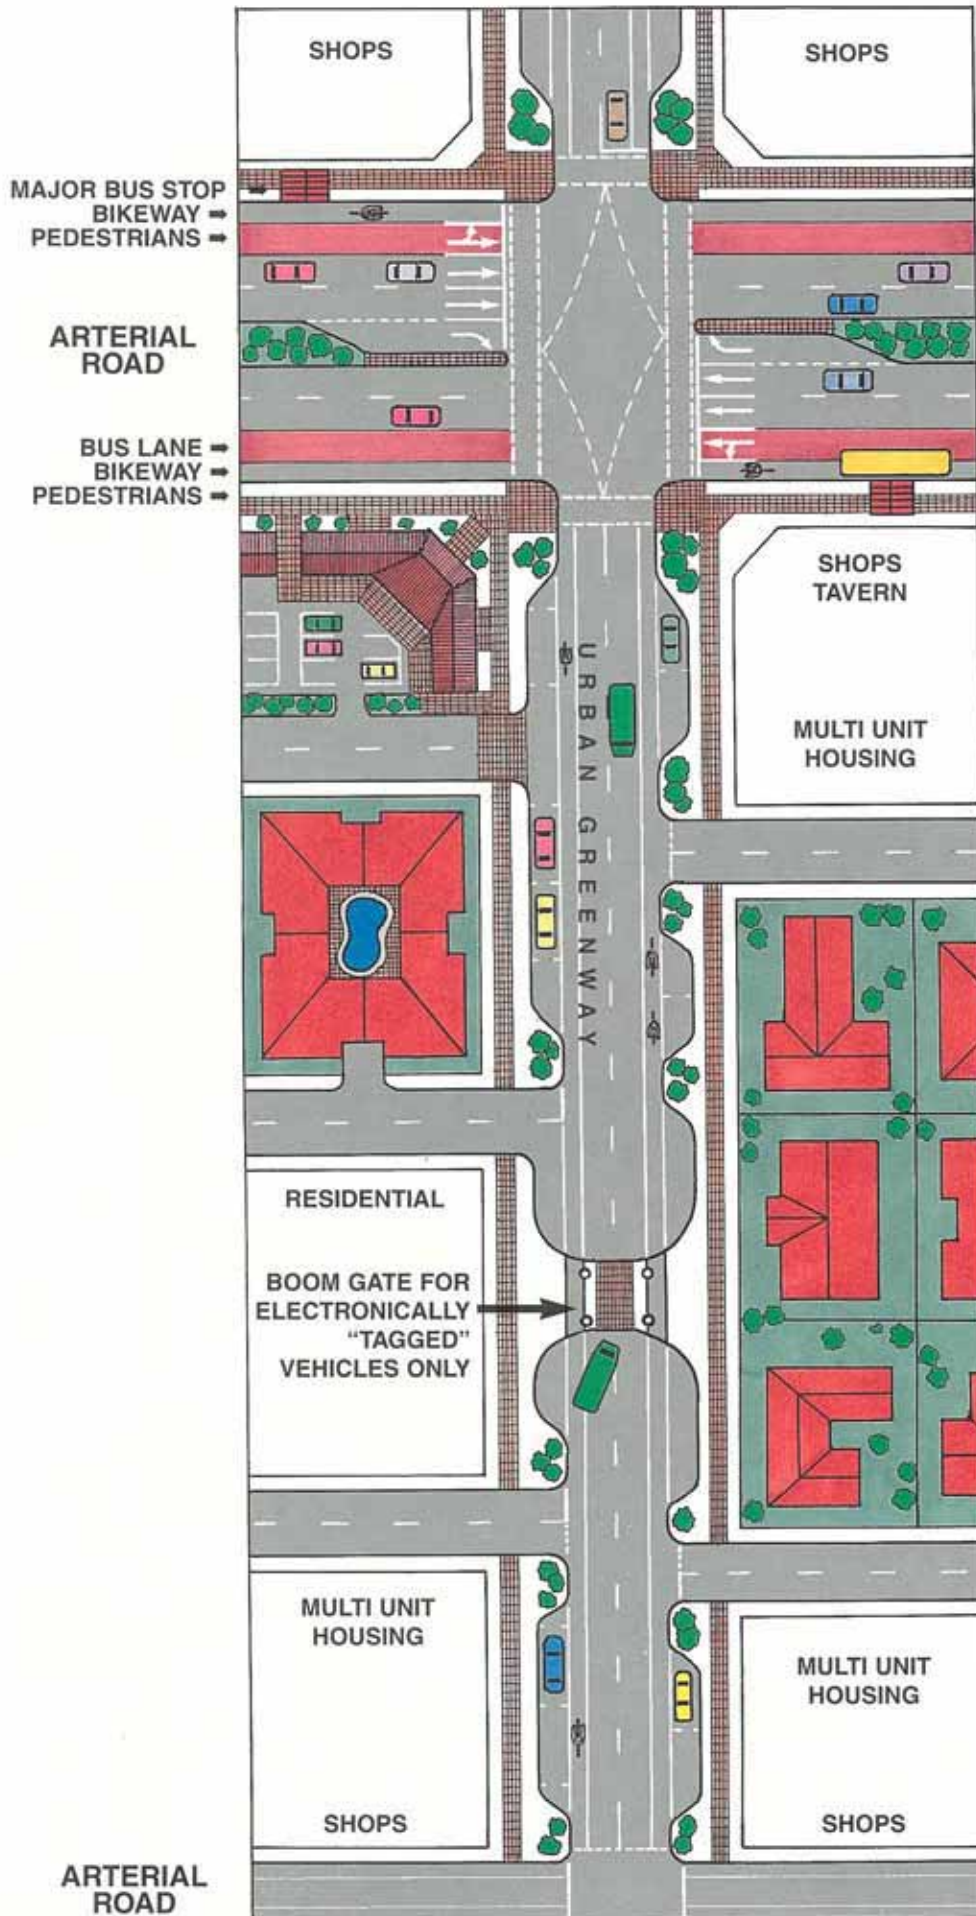 SHOPS
SHOPS
MAJOR BUS STOP
BIKEWAY
PEDESTRIANS
ARTERIAL
ROAD
BUS LANE
BIKEWAY
PEDESTRIANS
SHOPS
TAVERN
MULTI UNIT
HOUSING
URBAN GREENWAY
RESIDENTIAL
BOOM GATE FOR
ELECTRONICALLY
“TAGGED”
VEHICLES ONLY
MULTI UNIT
HOUSING
SHOPS
MULTI UNIT
HOUSING
SHOPS
ARTERIAL
ROAD